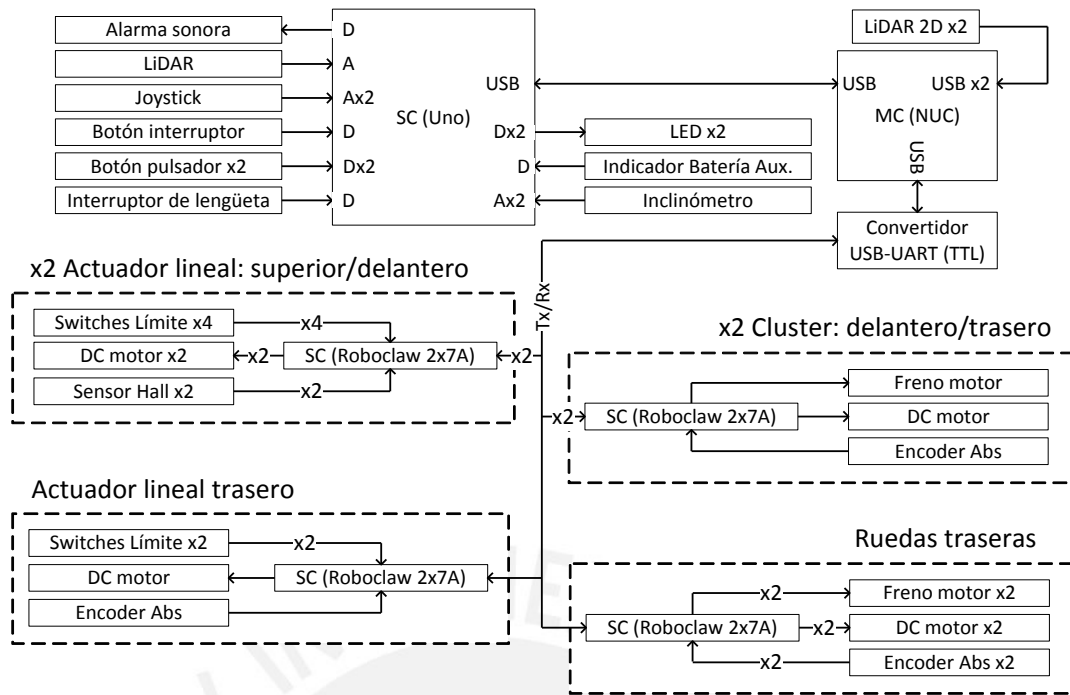 Alarma sonora
LiDAR
Joystick
Botón interruptor
Botón pulsador x2
Interruptor de lengüeta
D
A
Ax2
D
Dx2
D
SC (Uno)
USB
Dx2
D
Ax2
LED x2
Indicador Batería Aux.
Inclinómetro
LiDAR 2D x2
USB
USB x2
MC (NUC)
USB
Convertidor
USB-UART (TTL)
Tx/Rx
x2 Actuador lineal: superior/delantero
Switches Límite x4
x4
DC motor x2
x2
SC (Roboclaw 2x7A)
x2
Sensor Hall x2
x2
x2 Cluster: delantero/trasero
Freno motor
x2
SC (Roboclaw 2x7A)
DC motor
Encoder Abs
Actuador lineal trasero
Switches Límite x2
x2
DC motor
SC (Roboclaw 2x7A)
Encoder Abs
Ruedas traseras
x2
Freno motor x2
SC (Roboclaw 2x7A)
x2
DC motor x2
x2
Encoder Abs x2